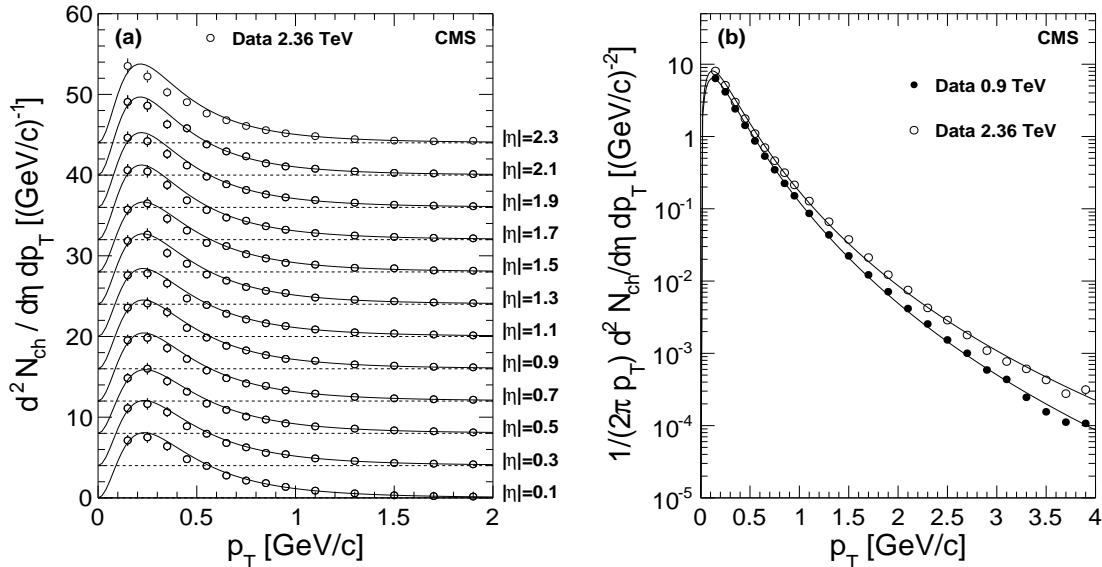 (a)
Data 2.36 TeV
CMS
d² N_ch / dη dp_T [(GeV/c)⁻¹]
60
50
40
30
20
10
0
|η|=2.3
|η|=2.1
|η|=1.9
|η|=1.7
|η|=1.5
|η|=1.3
|η|=1.1
|η|=0.9
|η|=0.7
|η|=0.5
|η|=0.3
|η|=0.1
0 0.5 1 1.5 2
p_T [GeV/c]
(b)
CMS
Data 0.9 TeV
Data 2.36 TeV
1/(2π p_T) d² N_ch/dη dp_T [(GeV/c)⁻²]
10
1
10⁻¹
10⁻²
10⁻³
10⁻⁴
10⁻⁵
0 0.5 1 1.5 2 2.5 3 3.5 4
p_T [GeV/c]